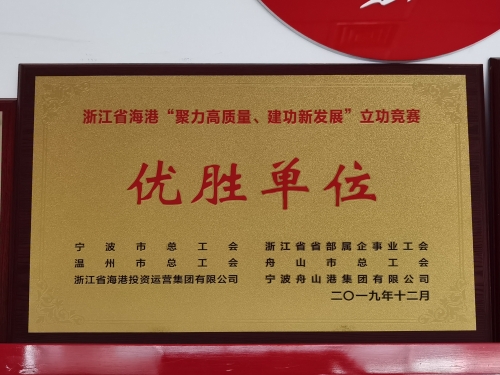 浙江省海港“聚力高质量、建功新发展”立功竞赛
优胜单位
宁波市总工会 浙江省省部属企事业工会
温州市总工会 舟山市总工会
浙江省海港投资运营集团有限公司 宁波舟山港集团有限公司
二〇一九年十二月